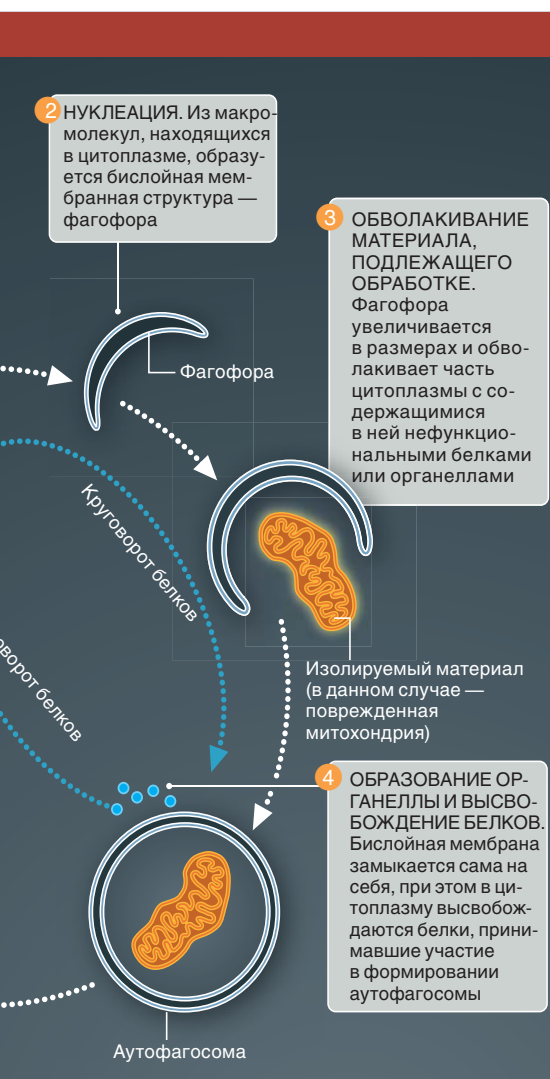 2
НУКЛЕАЦИЯ. Из макро-
молекул, находящихся
в цитоплазме, образу-
ется бислойная мем-
бранная структура —
фагофора
3
ОБВОЛАКИВАНИЕ
МАТЕРИАЛА,
ПОДЛЕЖАЩЕГО
ОБРАБОТКЕ.
Фагофора
увеличивается
в размерах и обво-
лакивает часть
цитоплазмы с со-
держащимися
в ней нефункцио-
нальными белками
или органеллами
Фагофора
Круговорот белков
оворот белков
Изолируемый материал
(в данном случае —
поврежденная
митохондрия)
4
ОБРАЗОВАНИЕ ОР-
ГАНЕЛЛЫ И ВЫСВО-
БОЖДЕНИЕ БЕЛКОВ.
Бислойная мембрана
замыкается сама на
себя, при этом в ци-
топлазму высвобож-
даются белки, прини-
мавшие участие
в формировании
аутофагосомы
Аутофагосома